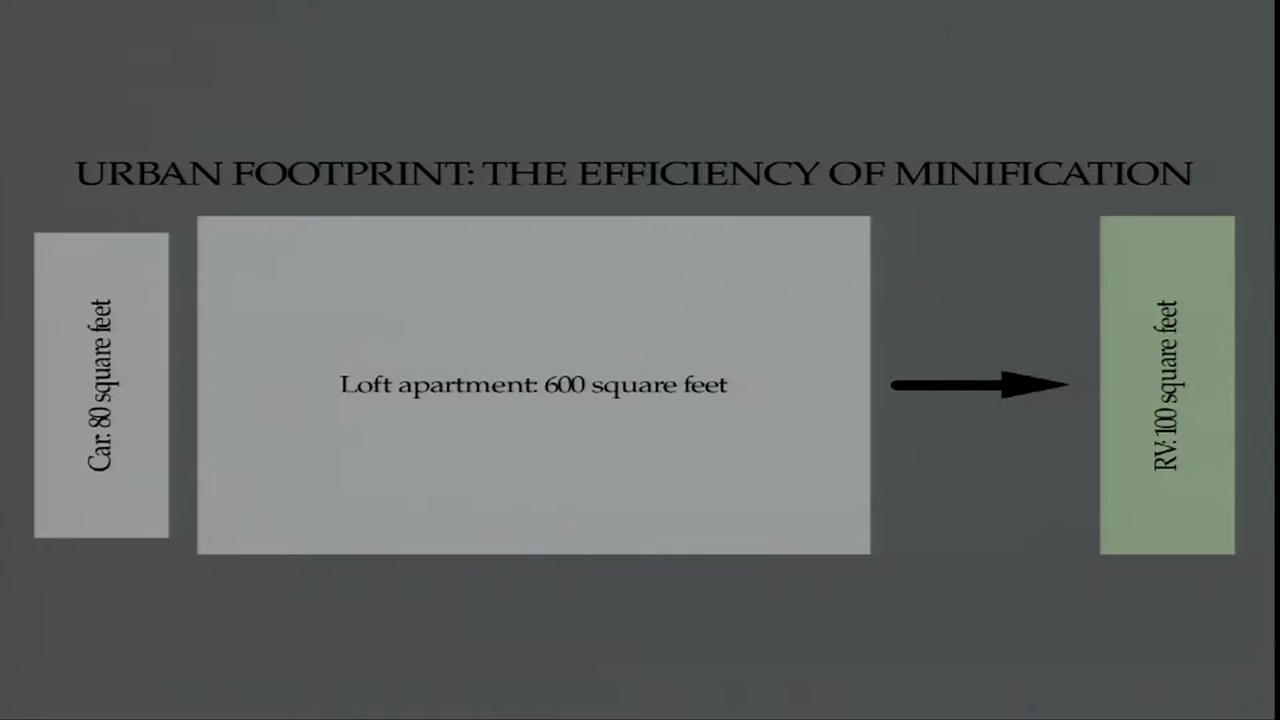 URBAN FOOTPRINT: THE EFFICIENCY OF MINIFICATION
Car: 80 square feet
Loft apartment: 600 square feet
RV: 100 square feet